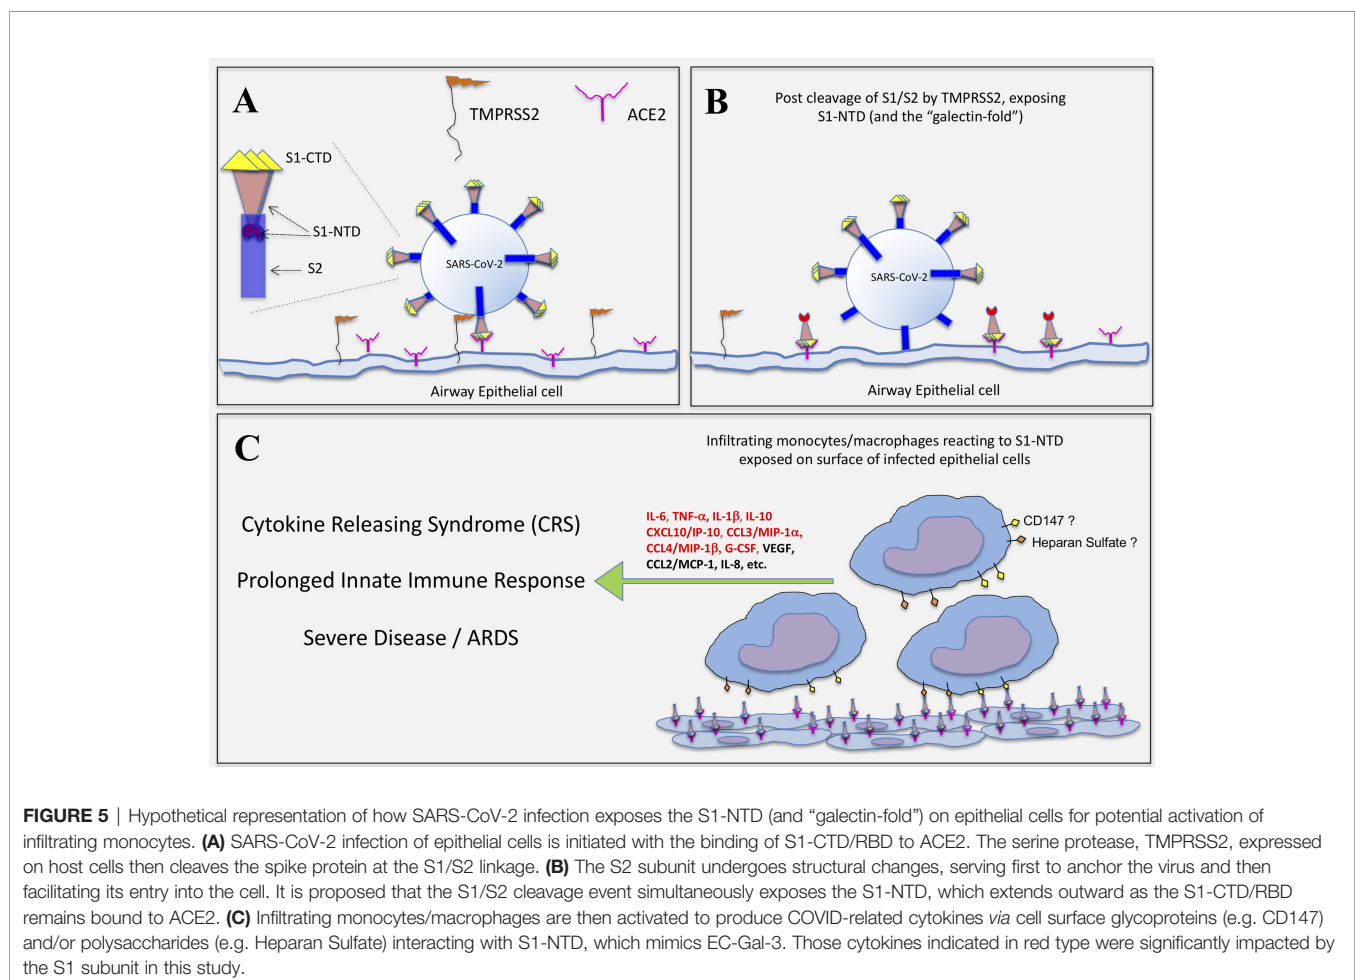 A
TMPRSS2
ACE2
S1-CTD
S1-NTD
S2
SARS-CoV-2
Airway Epithelial cell
B
Post cleavage of S1/S2 by TMPRSS2, exposing
S1-NTD (and the “galectin-fold”)
SARS-CoV-2
Airway Epithelial cell
C
Infiltrating monocytes/macrophages reacting to S1-NTD
exposed on surface of infected epithelial cells
Cytokine Releasing Syndrome (CRS)
Prolonged Innate Immune Response
Severe Disease / ARDS
IL-6, TNF-α, IL-1β, IL-10
CXCL10/IP-10, CCL3/MIP-1α,
CCL4/MIP-1β, G-CSF, VEGF,
CCL2/MCP-1, IL-8, etc.
CD147 ?
Heparan Sulfate ?
FIGURE 5 | Hypothetical representation of how SARS-CoV-2 infection exposes the S1-NTD (and “galectin-fold”) on epithelial cells for potential activation of
infiltrating monocytes. (A) SARS-CoV-2 infection of epithelial cells is initiated with the binding of S1-CTD/RBD to ACE2. The serine protease, TMPRSS2, expressed
on host cells then cleaves the spike protein at the S1/S2 linkage. (B) The S2 subunit undergoes structural changes, serving first to anchor the virus and then
facilitating its entry into the cell. It is proposed that the S1/S2 cleavage event simultaneously exposes the S1-NTD, which extends outward as the S1-CTD/RBD
remains bound to ACE2. (C) Infiltrating monocytes/macrophages are then activated to produce COVID-related cytokines via cell surface glycoproteins (e.g. CD147)
and/or polysaccharides (e.g. Heparan Sulfate) interacting with S1-NTD, which mimics EC-Gal-3. Those cytokines indicated in red type were significantly impacted by
the S1 subunit in this study.